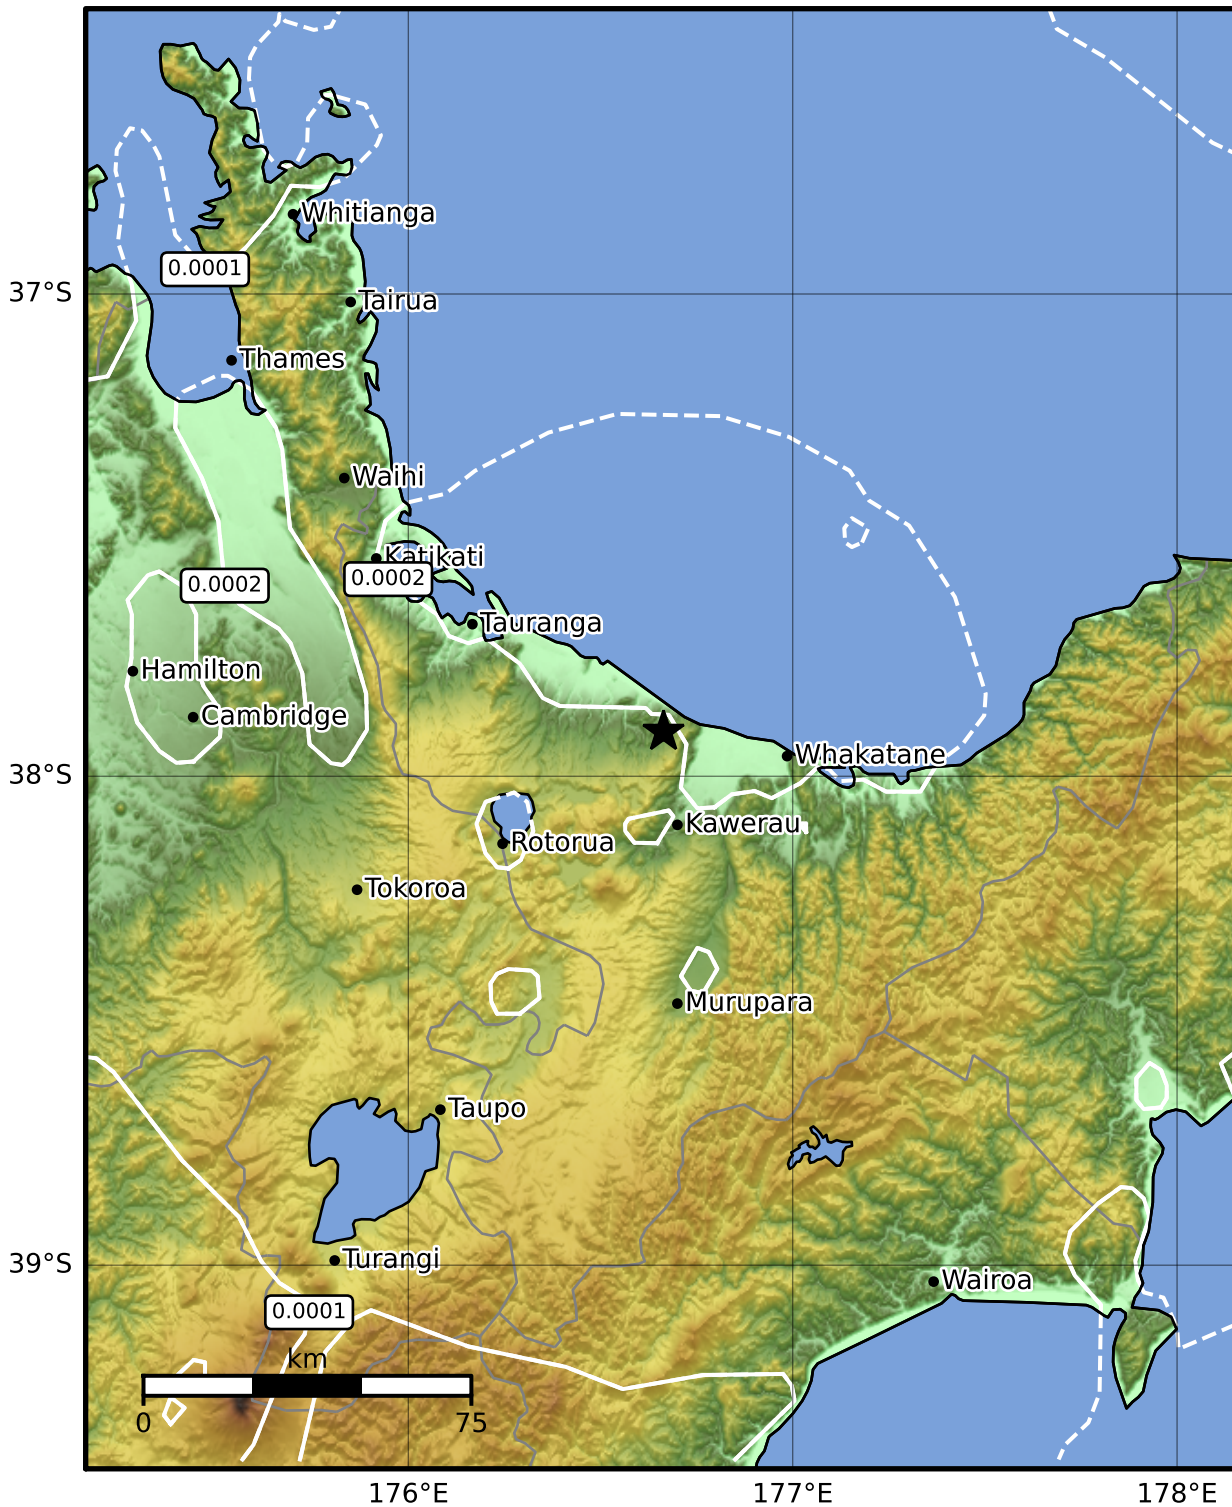 Whitianga
0.0001
37°S
Tairua
Thames
Waihi
Katikati
0.0002
0.0002
Tauranga
Hamilton
Cambridge
Whakatane
38°S
Kawerau
Rotorua
Tokoroa
Murupara
Taupo
39°S
Turangi
Wairoa
0.0001
km
0
75
176°E
177°E
178°E